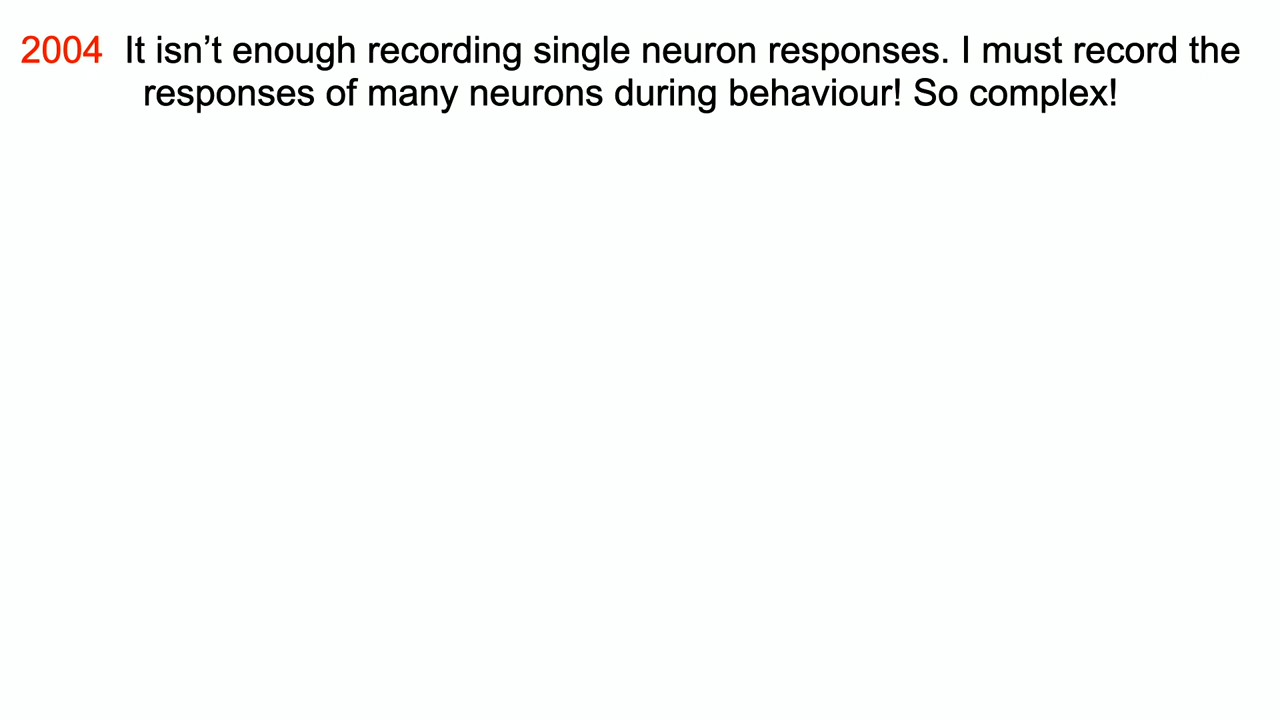 2004 It isn’t enough recording single neuron responses. I must record the
responses of many neurons during behaviour! So complex!